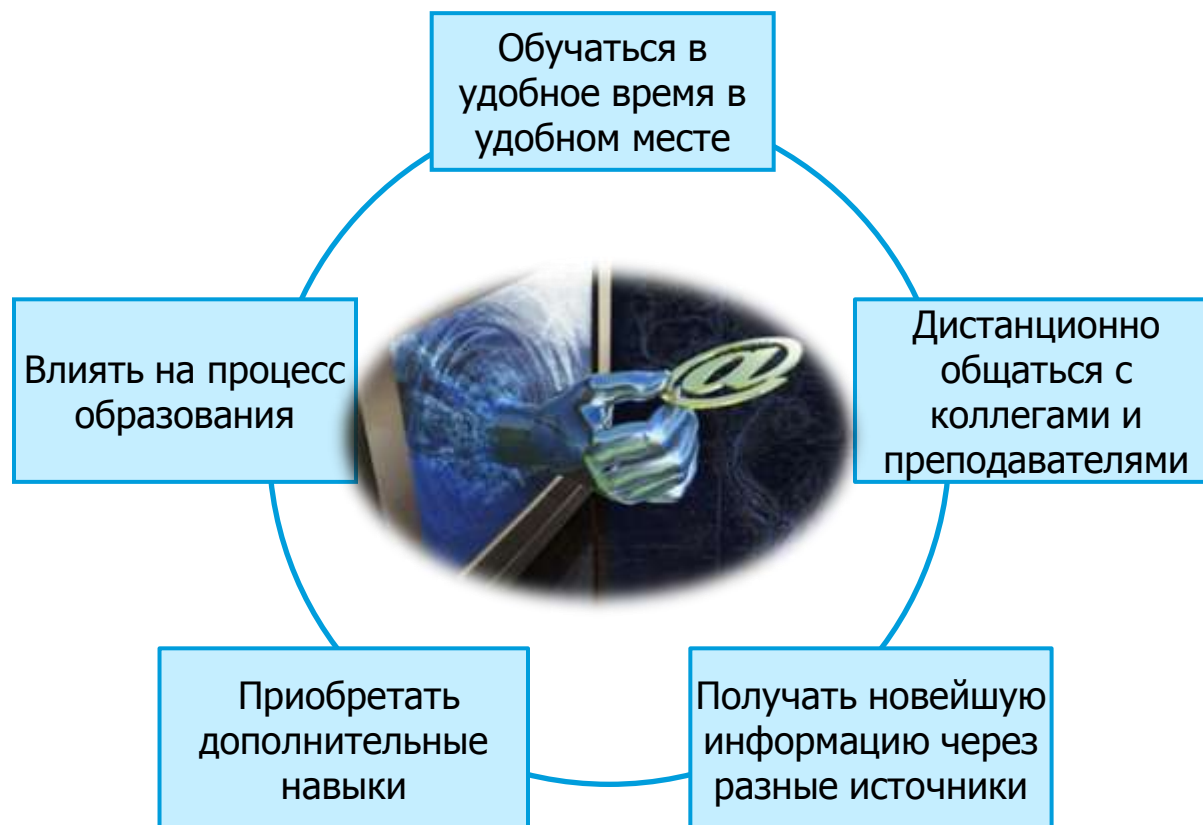 Обучаться в
удобное время в
удобном месте
Дистанционно
общаться с
коллегами и
преподавателями
Получать новейшую
информацию через
разные источники
Приобретать
дополнительные
навыки
Влиять на процесс
образования
@